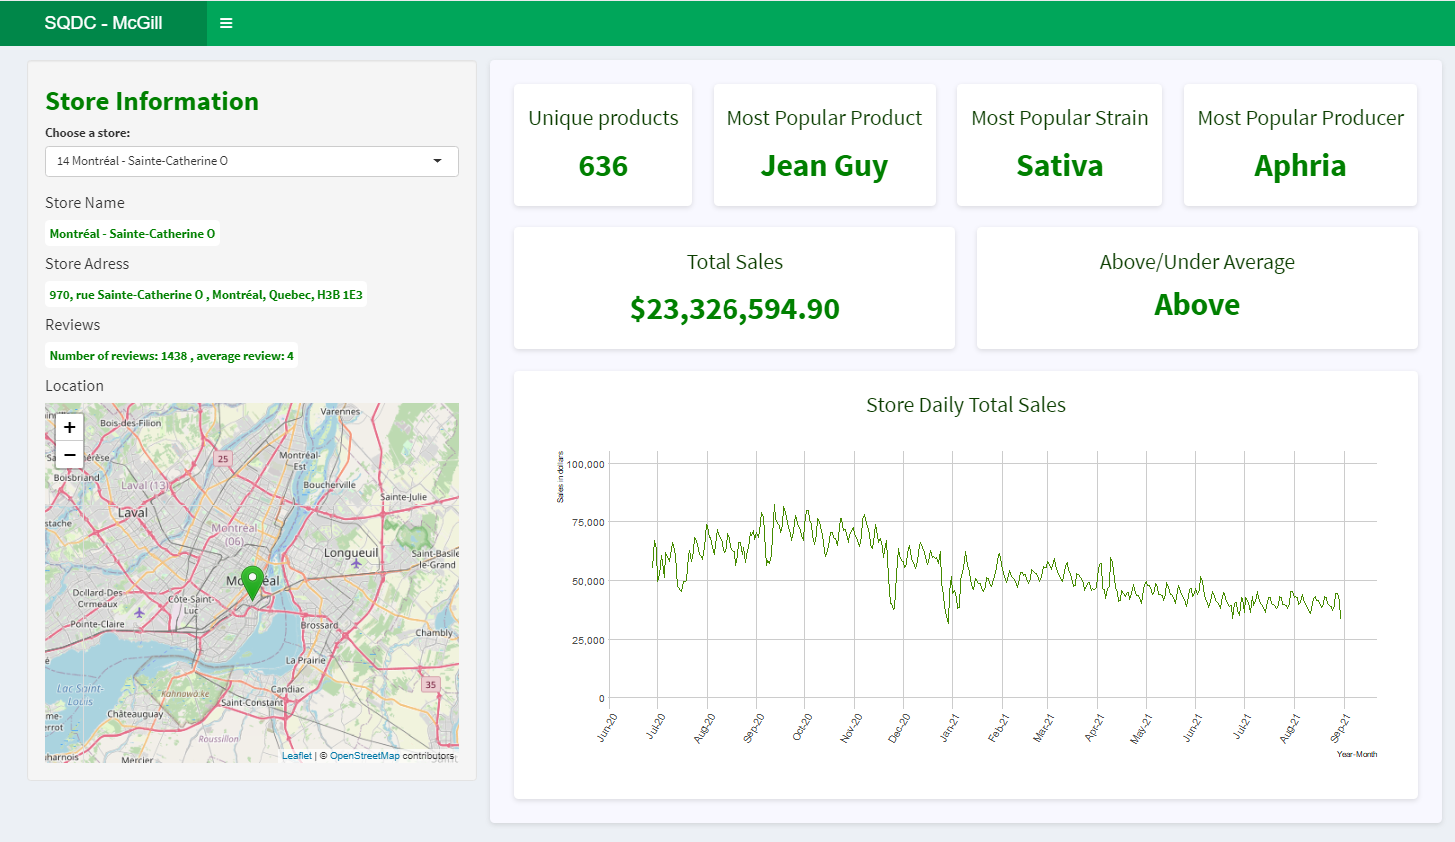 SQDC - McGill
Store Information
Choose a store:
14 Montréal - Sainte-Catherine O
Store Name
Montréal - Sainte-Catherine O
Store Adress
970, rue Sainte-Catherine O , Montréal, Quebec, H3B 1E3
Reviews
Number of reviews: 1438 , average review: 4
Location
+
−
Varennes
Bois-des-Filion
Montréal-
Est
25
Boisbriand
Boucherville
Laval (13)
Sainte-Julie
Laval
Montréal
(06)
Longueuil
Saint-Basile
-le-Grand
Montréal
Dollard-Des
Ormeaux
Côte-Saint-
Luc
Pointe-Claire
Brossard
Chambly
La Prairie
Lac Saint-
Louis
Kahnawà:ke
Candiac
35
Saint-Constant
Châteauguay
Roussillon
Mercier
Leaflet | © OpenStreetMap contributors
Unique products
636
Most Popular Product
Jean Guy
Most Popular Strain
Sativa
Most Popular Producer
Aphria
Total Sales
$23,326,594.90
Above/Under Average
Above
Store Daily Total Sales
Sales in dollars
100,000
75,000
50,000
25,000
0
Jun-20
Jul-20
Aug-20
Sep-20
Oct-20
Nov-20
Dec-20
Jan-21
Feb-21
Mar-21
Apr-21
May-21
Jun-21
Jul-21
Aug-21
Sep-21
Year-Month